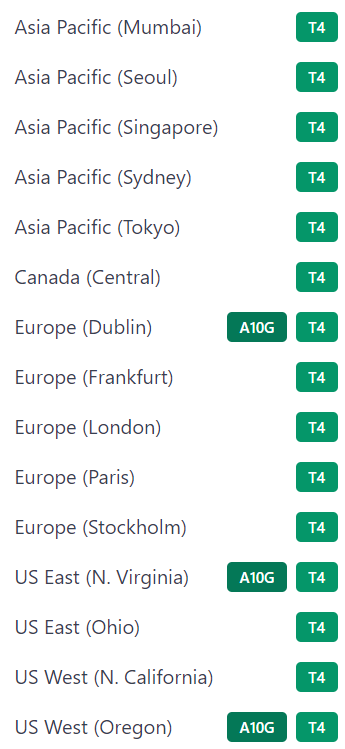 Asia Pacific (Mumbai) T4
Asia Pacific (Seoul) T4
Asia Pacific (Singapore) T4
Asia Pacific (Sydney) T4
Asia Pacific (Tokyo) T4
Canada (Central) T4
Europe (Dublin) A10G T4
Europe (Frankfurt) T4
Europe (London) T4
Europe (Paris) T4
Europe (Stockholm) T4
US East (N. Virginia) A10G T4
US East (Ohio) T4
US West (N. California) T4
US West (Oregon) A10G T4